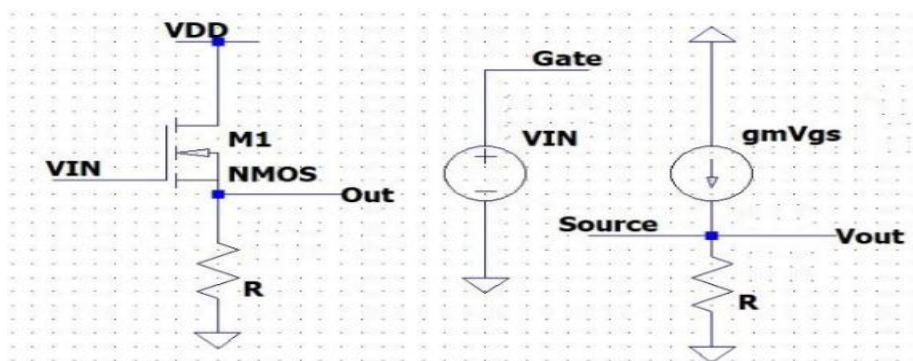 VDD
M1
VIN
NMOS
Out
R
Gate
VIN
gmVgs
Source
Vout
R